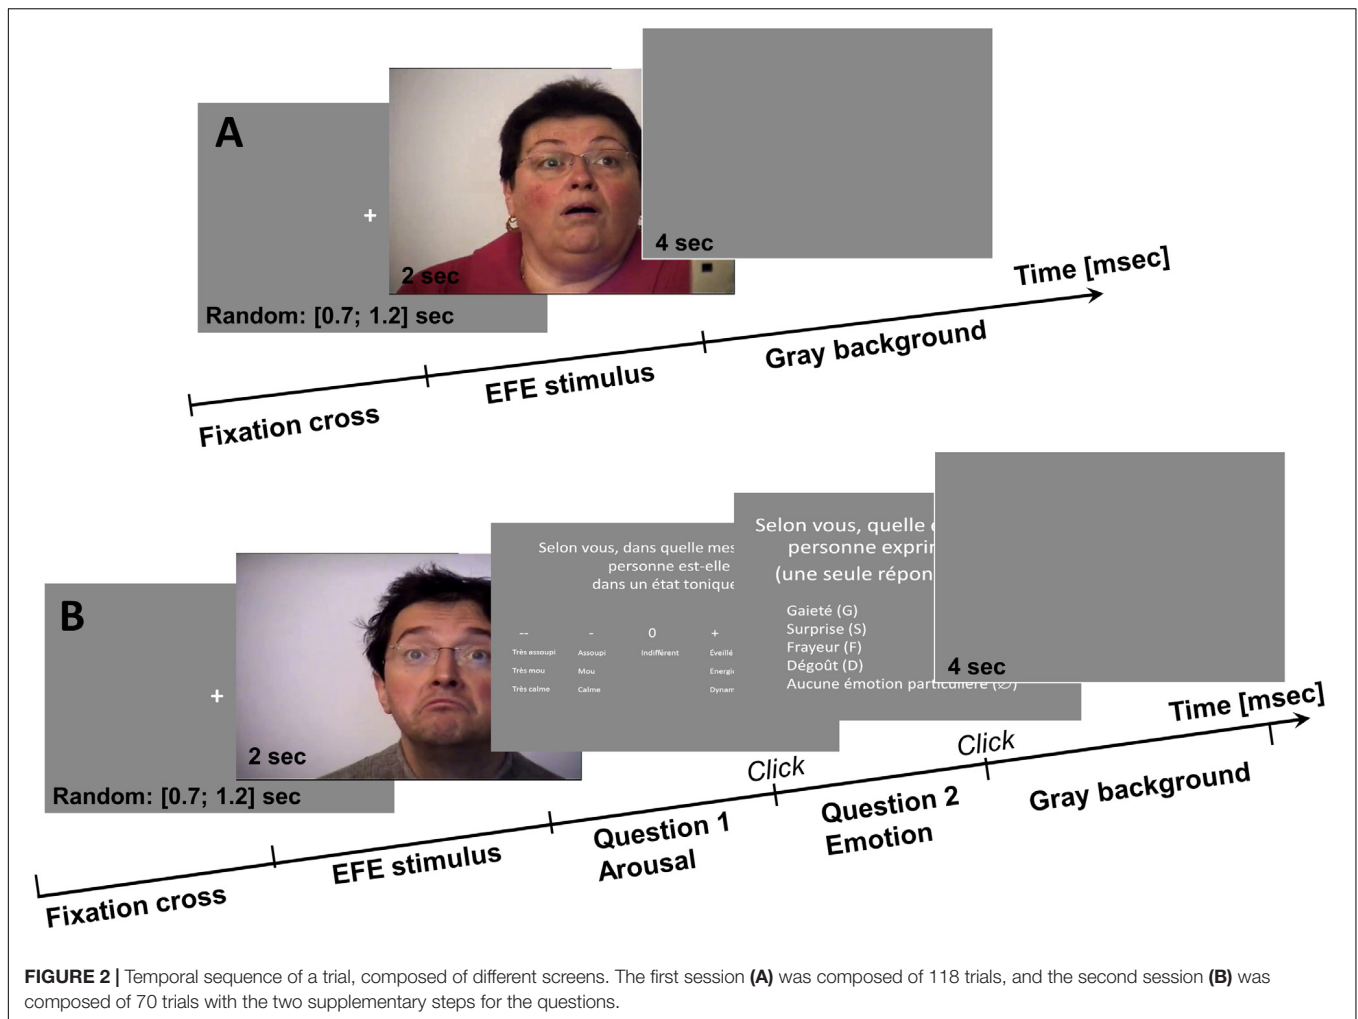 A
+
2 sec
4 sec
Random: [0.7; 1.2] sec
Time [msec]
Fixation cross
EFE stimulus
Gray background
B
+
2 sec
Random: [0.7; 1.2] sec
Selon vous, dans quelle mes
personne est-elle
dans un état tonique
-- - 0 +
Très assoupi Assoupi Indifférent Éveillé
Très mou Mou Energi
Très calme Calme Dynam
Selon vous, quelle
personne exprir
(une seule répon
Gaieté (G)
Surprise (S)
Frayeur (F)
Dégoût (D)
Aucune émotion particulière (∅)
4 sec
Time [msec]
Click
Click
Fixation cross
EFE stimulus
Question 1
Arousal
Question 2
Emotion
Gray background
FIGURE 2 | Temporal sequence of a trial, composed of different screens. The first session (A) was composed of 118 trials, and the second session (B) was
composed of 70 trials with the two supplementary steps for the questions.